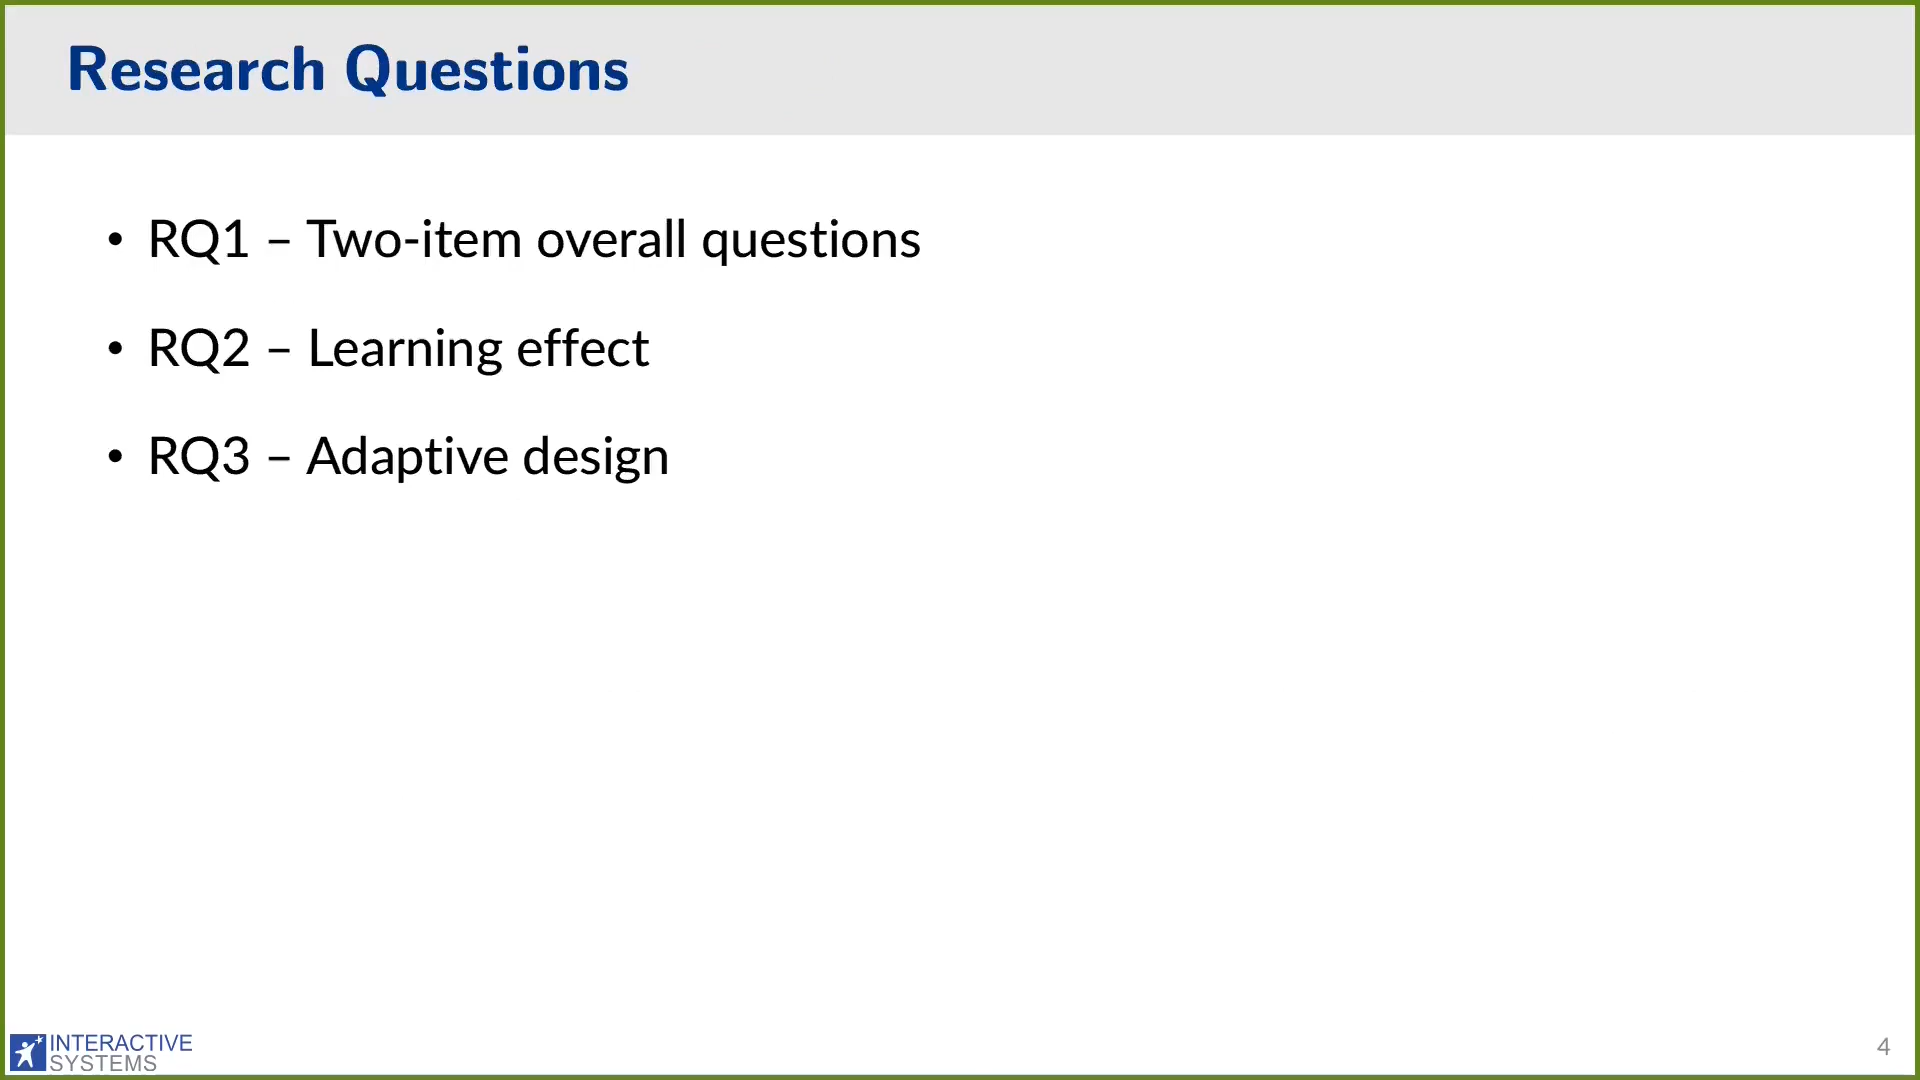 Research Questions
• RQ1 – Two-item overall questions
• RQ2 – Learning effect
• RQ3 – Adaptive design
INTERACTIVE
SYSTEMS
4